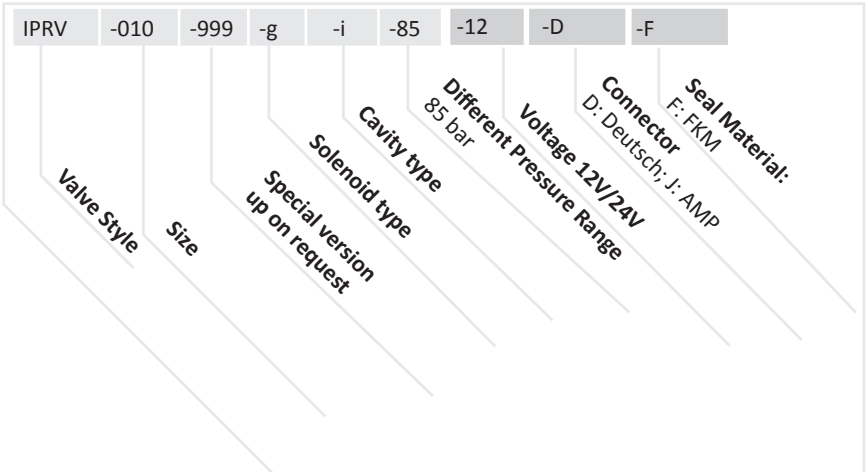 IPRV -010 -999 -g -i -85 -12 -D -F
Valve Style
Size
Special version
up on request
Solenoid type
Cavity type
Different Pressure Range
85 bar
Voltage 12V/24V
Connector
D: Deutsch; J: AMP
Seal Material:
F: FKM